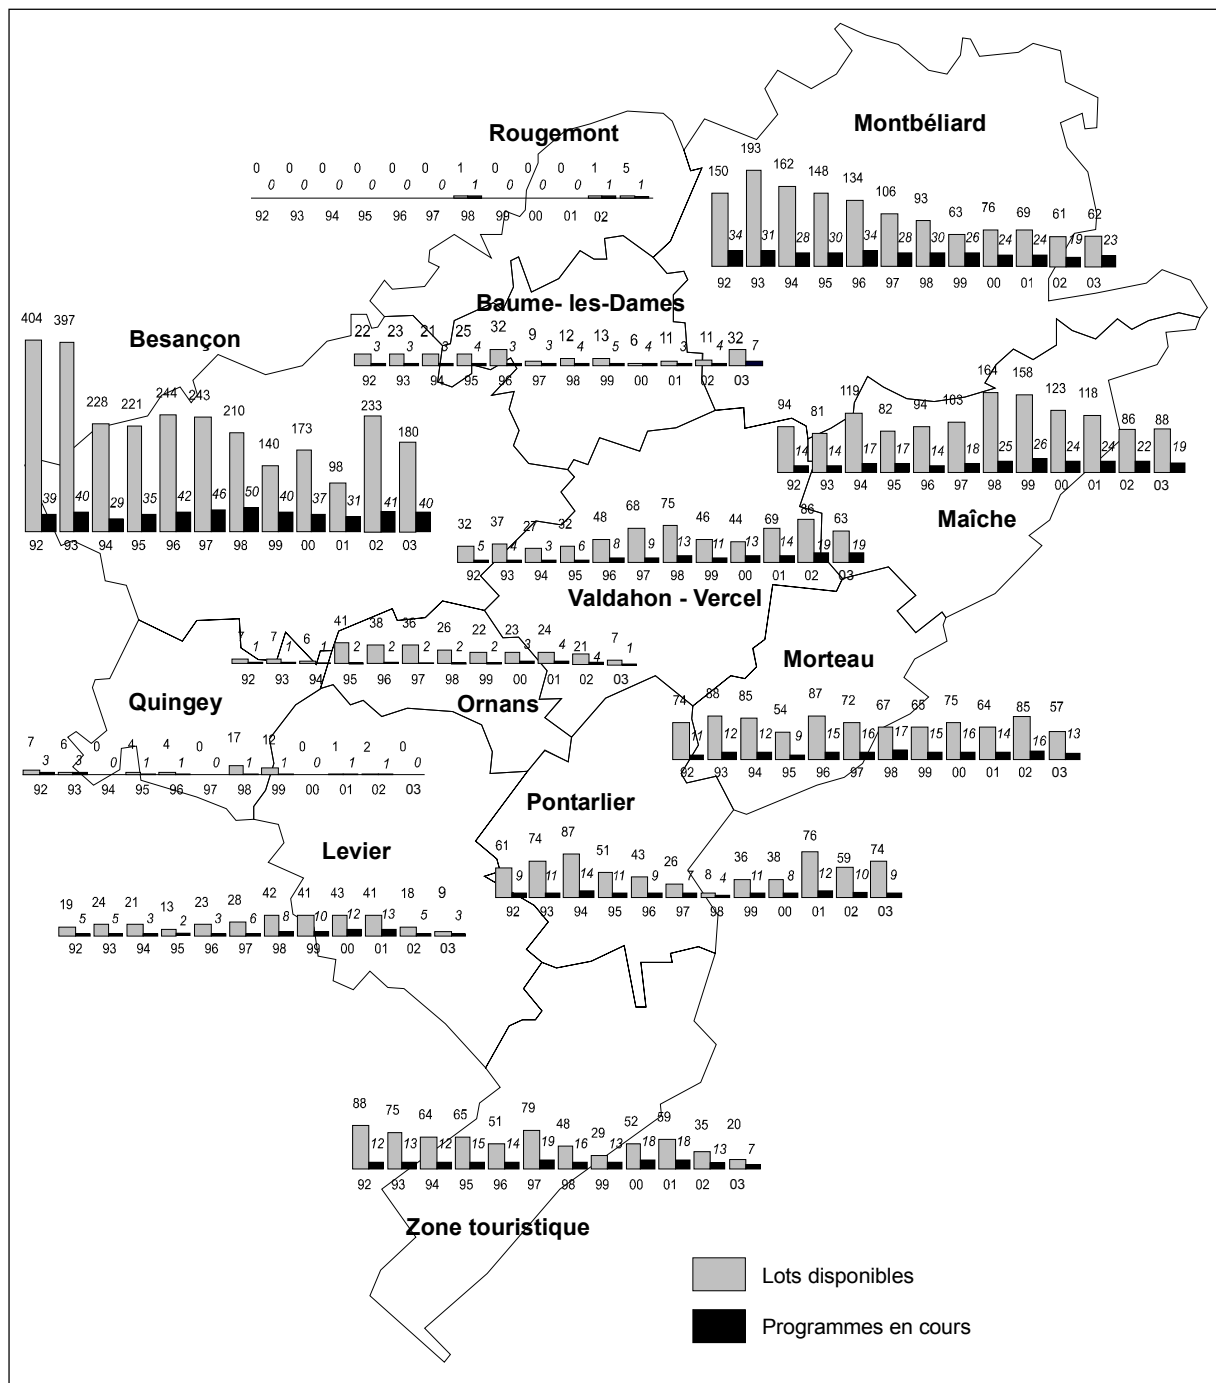 Rougemont
0 0 0 0 0 0 1 0 0 0 1 5
0 0 0 0 0 0 1 0 0 0 1 1
92 93 94 95 96 97 98 99 00 01 02
Montbéliard
150 193 162 148 134 106 93 63 76 69 61 62
34 31 28 30 34 28 30 26 24 24 19 23
92 93 94 95 96 97 98 99 00 01 02 03
Baume- les-Dames
22 23 21 25 32 9 12 13 6 11 11 32
3 3 3 4 3 3 4 5 4 3 4 7
92 93 94 95 96 97 98 99 00 01 02 03
Besançon
404 397 228 221 244 243 210 140 173 98 233 180
39 40 29 35 42 46 50 40 37 31 41 40
92 93 94 95 96 97 98 99 00 01 02 03
94 81 119 82 94 103 164 158 123 118 86 88
14 14 17 17 14 18 25 26 24 24 22 19
92 93 94 95 96 97 98 99 00 01 02 03
Maîche
32 37 27 32 48 68 75 46 44 69 86 63
5 4 3 6 8 9 13 11 13 14 19 19
92 93 94 95 96 97 98 99 00 01 02 03
Valdahon - Vercel
7 7 6 41 38 36 26 22 23 24 21 7
1 1 1 2 2 2 2 2 3 4 4 1
92 93 94 95 96 97 98 99 00 01 02 03
Ornans
Morteau
74 88 85 54 87 72 67 65 75 64 85 57
11 12 12 9 15 16 17 15 16 14 16 13
92 93 94 95 96 97 98 99 00 01 02 03
Quingey
7 6 0 4 4 0 17 12 0 1 2 0
3 3 0 1 1 0 1 1 0 1 1 0
92 93 94 95 96 97 98 99 00 01 02 03
Pontarlier
61 74 87 51 43 26 8 36 38 76 59 74
9 11 14 11 9 7 4 11 8 12 10 9
92 93 94 95 96 97 98 99 00 01 02 03
Levier
19 24 21 13 23 28 42 41 43 41 18 9
5 5 3 2 3 6 8 10 12 13 5 3
92 93 94 95 96 97 98 99 00 01 02 03
88 75 64 65 51 79 48 29 52 59 35 20
12 13 12 15 14 19 16 13 18 18 13 7
92 93 94 95 96 97 98 99 00 01 02 03
Zone touristique
Lots disponibles
Programmes en cours